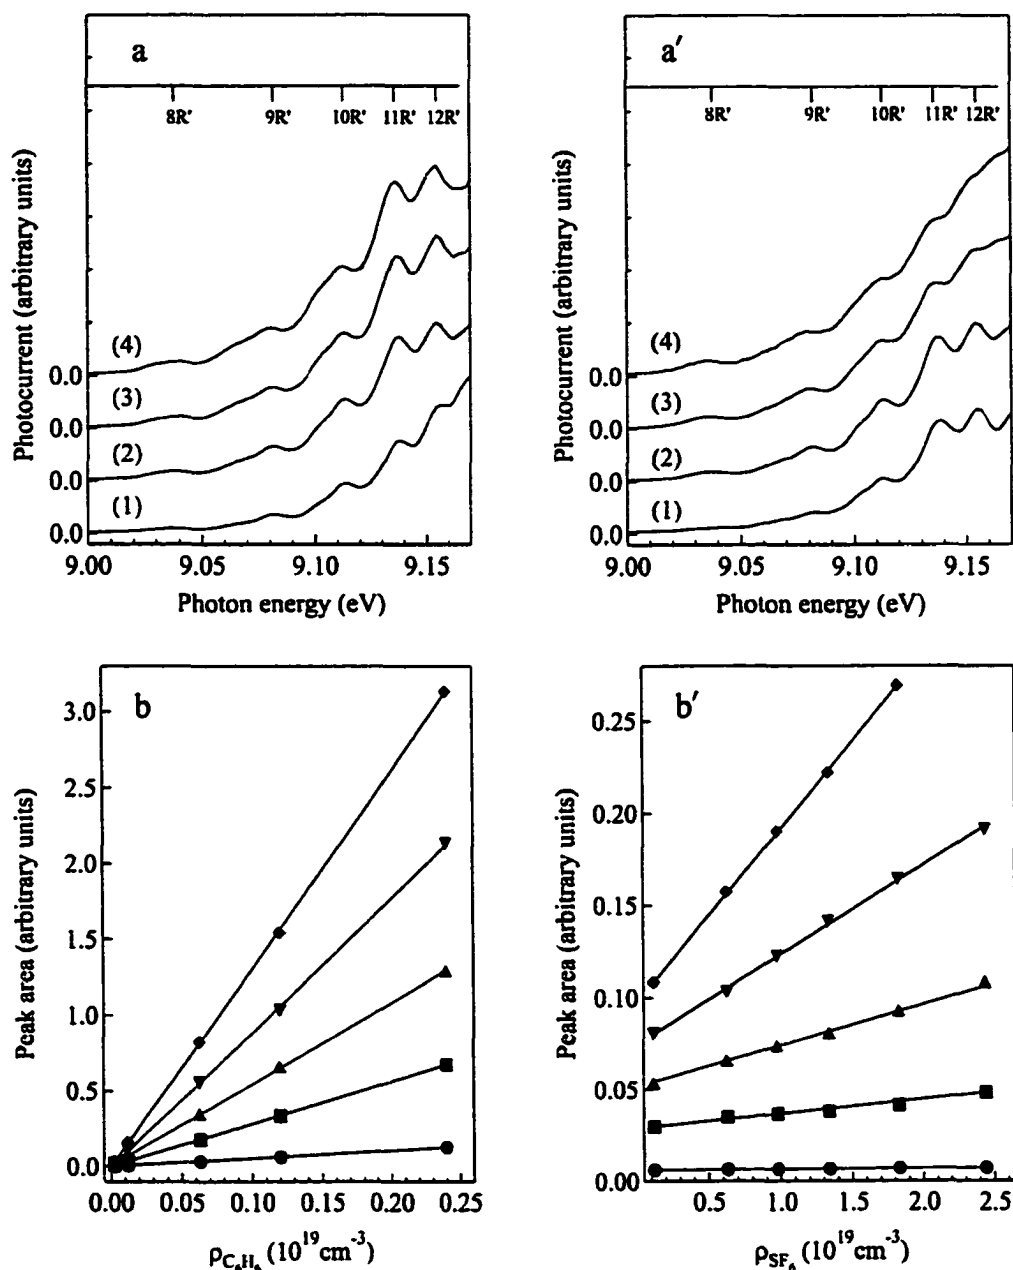 a
8R' 9R' 10R' 11R' 12R'
Photocurrent (arbitrary units)
(4)
0.0
(3)
0.0
(2)
0.0
(1)
0.0
9.00 9.05 9.10 9.15
Photon energy (eV)
a'
8R' 9R' 10R' 11R' 12R'
Photocurrent (arbitrary units)
(4)
0.0
(3)
0.0
(2)
0.0
(1)
0.0
9.00 9.05 9.10 9.15
Photon energy (eV)
b
Peak area (arbitrary units)
3.0
2.5
2.0
1.5
1.0
0.5
0.0
0.00 0.05 0.10 0.15 0.20 0.25
ρC₆H₆ (10¹⁹cm⁻³)
b'
Peak area (arbitrary units)
0.25
0.20
0.15
0.10
0.05
0.00
0.5 1.0 1.5 2.0 2.5
ρSF₆ (10¹⁹cm⁻³)